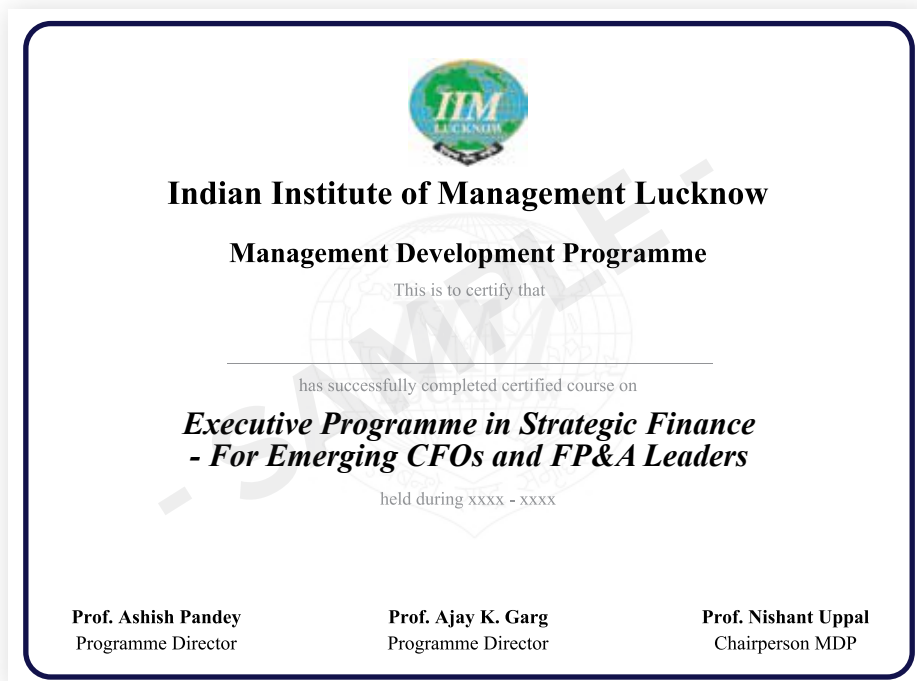 IIM
LUCKNOW
Indian Institute of Management Lucknow
Management Development Programme
This is to certify that
has successfully completed certified course on
Executive Programme in Strategic Finance
- For Emerging CFOs and FP&A Leaders
held during xxxx - xxxx
- SAMPLE -
Prof. Ashish Pandey
Prof. Ajay K. Garg
Prof. Nishant Uppal
Programme Director
Programme Director
Chairperson MDP